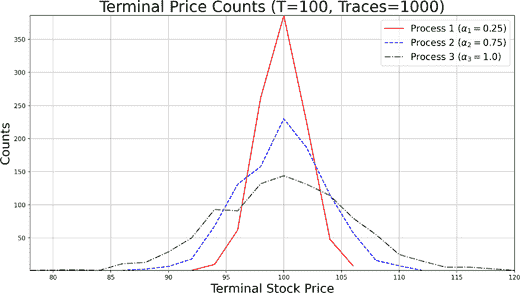 Terminal Price Counts (T=100, Traces=1000)
Process 1 (α₁ = 0.25)
Process 2 (α₂ = 0.75)
Process 3 (α₃ = 1.0)
Counts
350
300
250
200
150
100
50
80 85 90 95 100 105 110 115 120
Terminal Stock Price